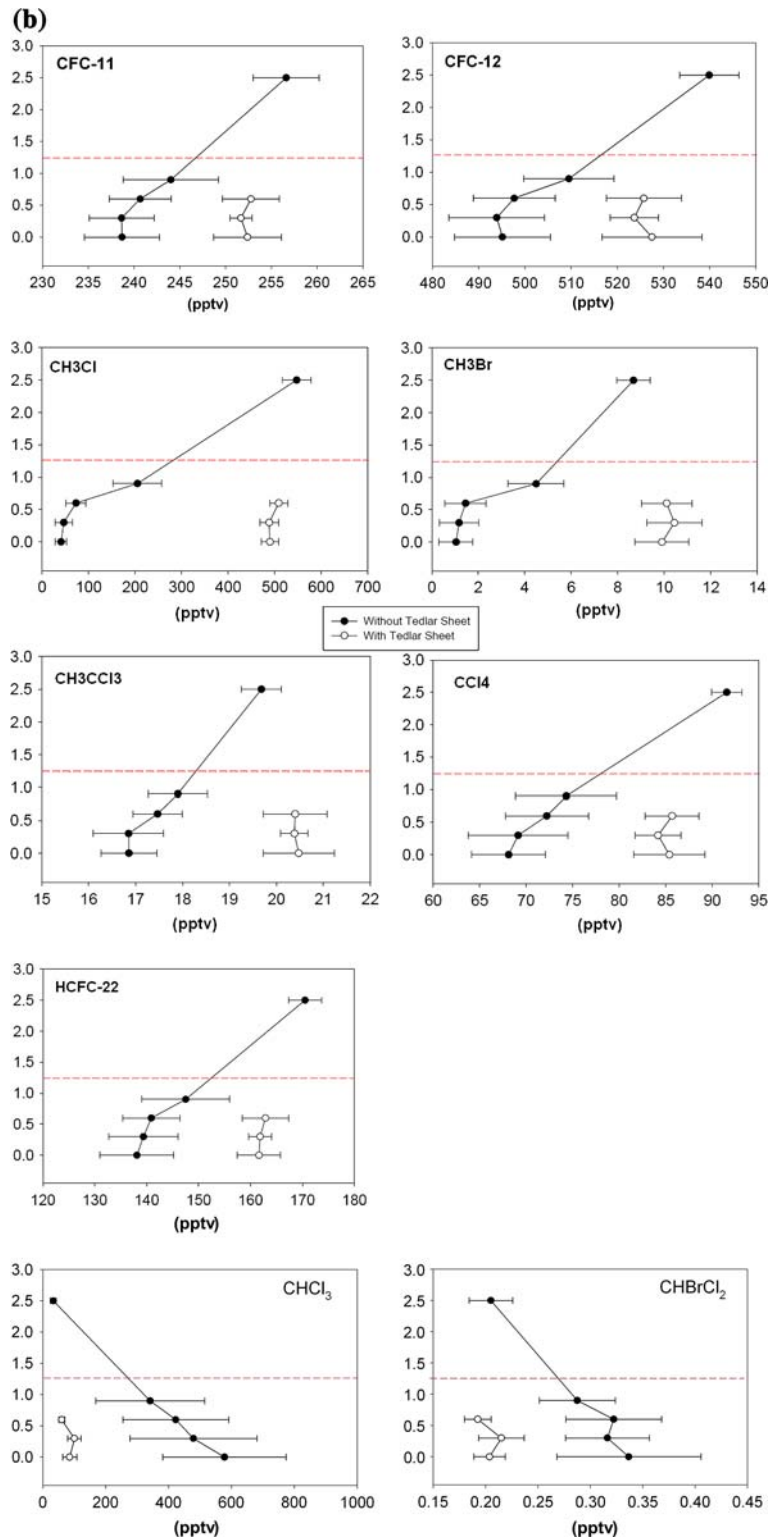 (b)
CFC-11
3.0
2.5
2.0
1.5
1.0
0.5
0.0
230 235 240 245 250 255 260 265
(pptv)
CFC-12
3.0
2.5
2.0
1.5
1.0
0.5
0.0
480 490 500 510 520 530 540 550
(pptv)
CH3Cl
3.0
2.5
2.0
1.5
1.0
0.5
0.0
0 100 200 300 400 500 600 700
(pptv)
CH3Br
3.0
2.5
2.0
1.5
1.0
0.5
0.0
0 2 4 6 8 10 12 14
(pptv)
Without Tedlar Sheet
With Tedlar Sheet
CH3CCl3
3.0
2.5
2.0
1.5
1.0
0.5
0.0
15 16 17 18 19 20 21 22
(pptv)
CCl4
3.0
2.5
2.0
1.5
1.0
0.5
0.0
60 65 70 75 80 85 90 95
(pptv)
HCFC-22
3.0
2.5
2.0
1.5
1.0
0.5
0.0
120 130 140 150 160 170 180
(pptv)
CHCl3
3.0
2.5
2.0
1.5
1.0
0.5
0.0
0 200 400 600 800 1000
(pptv)
CHBrCl2
3.0
2.5
2.0
1.5
1.0
0.5
0.0
0.15 0.20 0.25 0.30 0.35 0.40 0.45
(pptv)